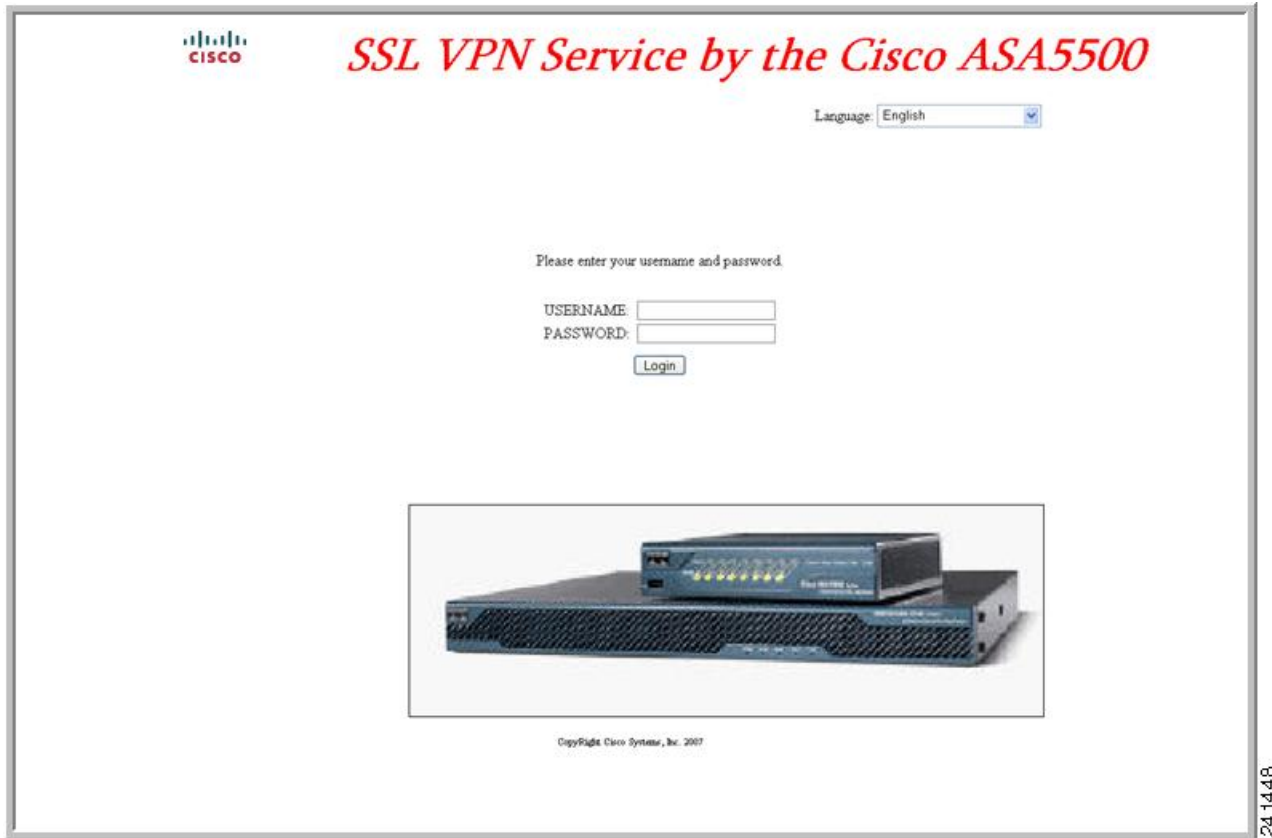 CISCO
SSL VPN Service by the Cisco ASA5500
Language: English
Please enter your username and password.
USERNAME:
PASSWORD:
Login
CopyRight Cisco Systems, Inc. 2007
241448